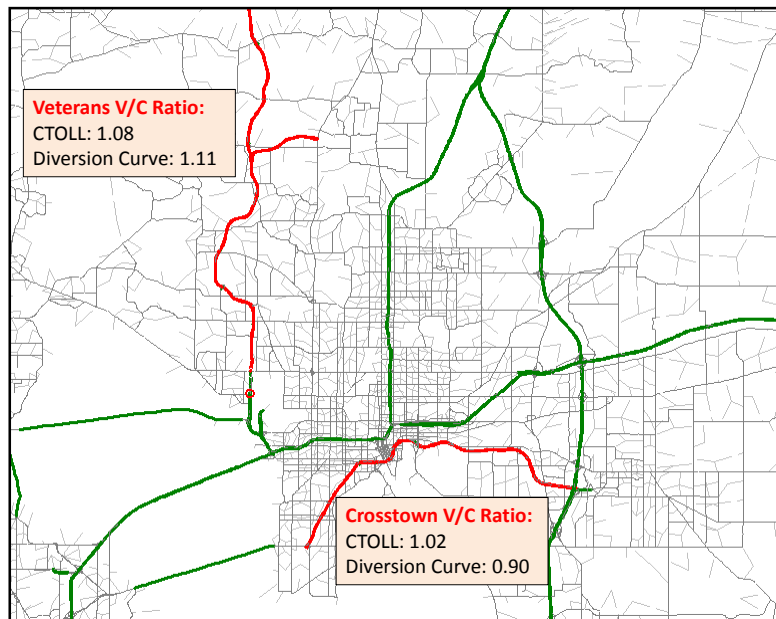 Veterans V/C Ratio:
CTOLL: 1.08
Diversion Curve: 1.11
Crosstown V/C Ratio:
CTOLL: 1.02
Diversion Curve: 0.90